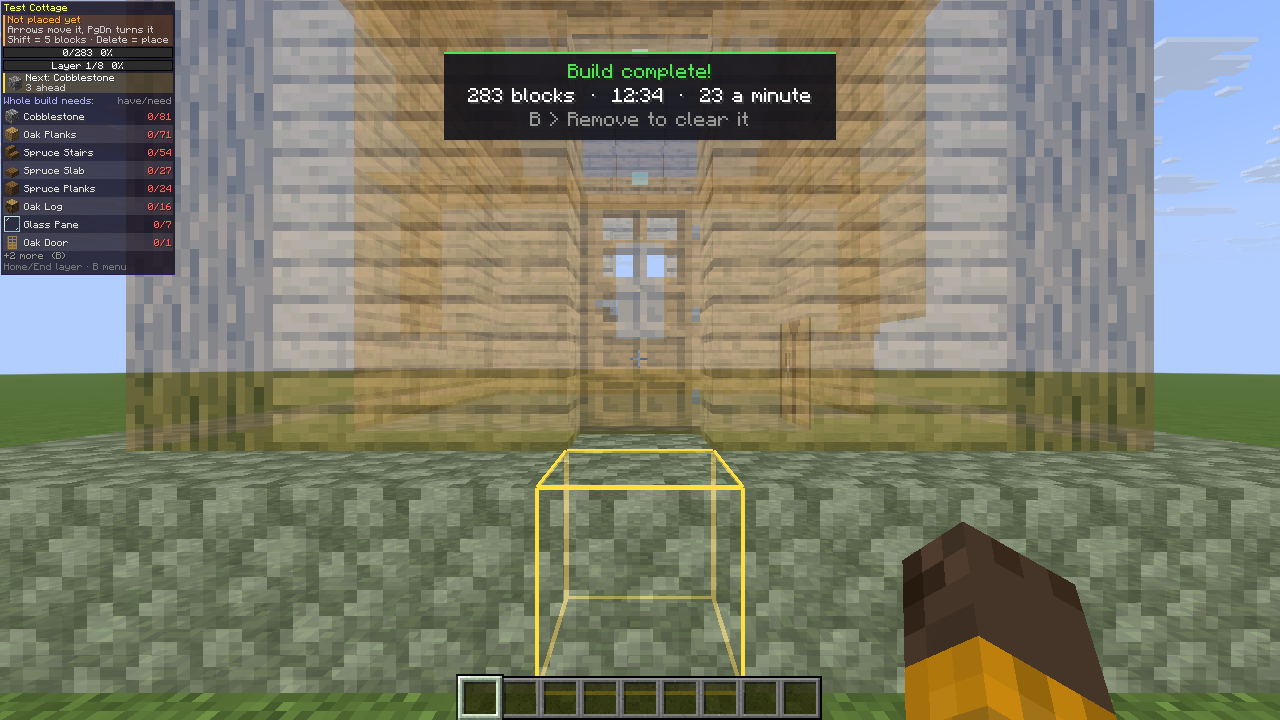 Test Cottage
Not placed yet
Arrows move it, PgDn turns it
Shift = 5 blocks · Delete = place
0/283 0%
Layer 1/8 0%
Next: Cobblestone
3 ahead
Whole build needs: have/need
Cobblestone 0/81
Oak Planks 0/71
Spruce Stairs 0/54
Spruce Slab 0/27
Spruce Planks 0/24
Oak Log 0/16
Glass Pane 0/7
Oak Door 0/1
+2 more (B)
Home/End layer · B menu
Build complete!
283 blocks · 12:34 · 23 a minute
B > Remove to clear it